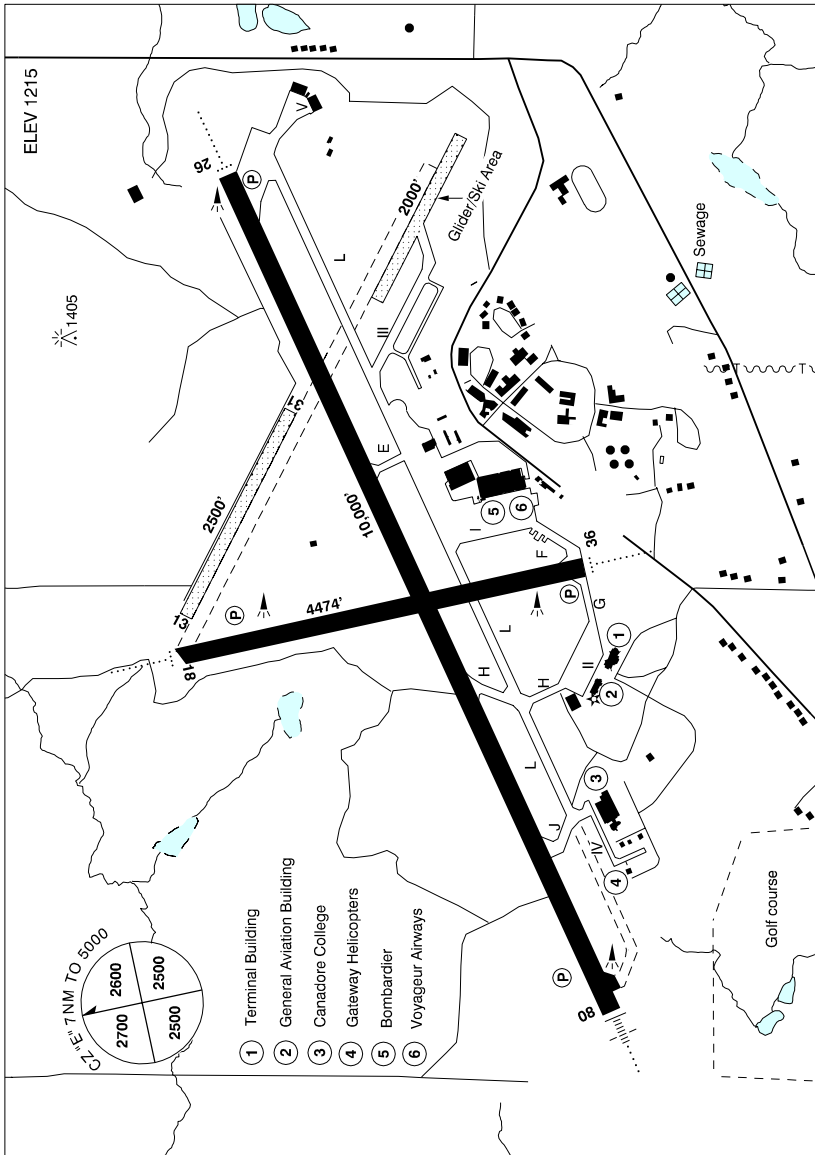 ELEV 1215
CZ "E" 7NM TO 5000
2700
2600
2500
2500
1405
1 Terminal Building
2 General Aviation Building
3 Canadore College
4 Gateway Helicopters
5 Bombardier
6 Voyageur Airways
13
2500'
31
18
P
4474'
26
P
V
10,000'
2000'
L
Glider/Ski Area
III
E
H
L
I
H
L
J
5
6
F
36
P
G
II
1
2
3
IV
4
P
08
Sewage
T
T
Golf course